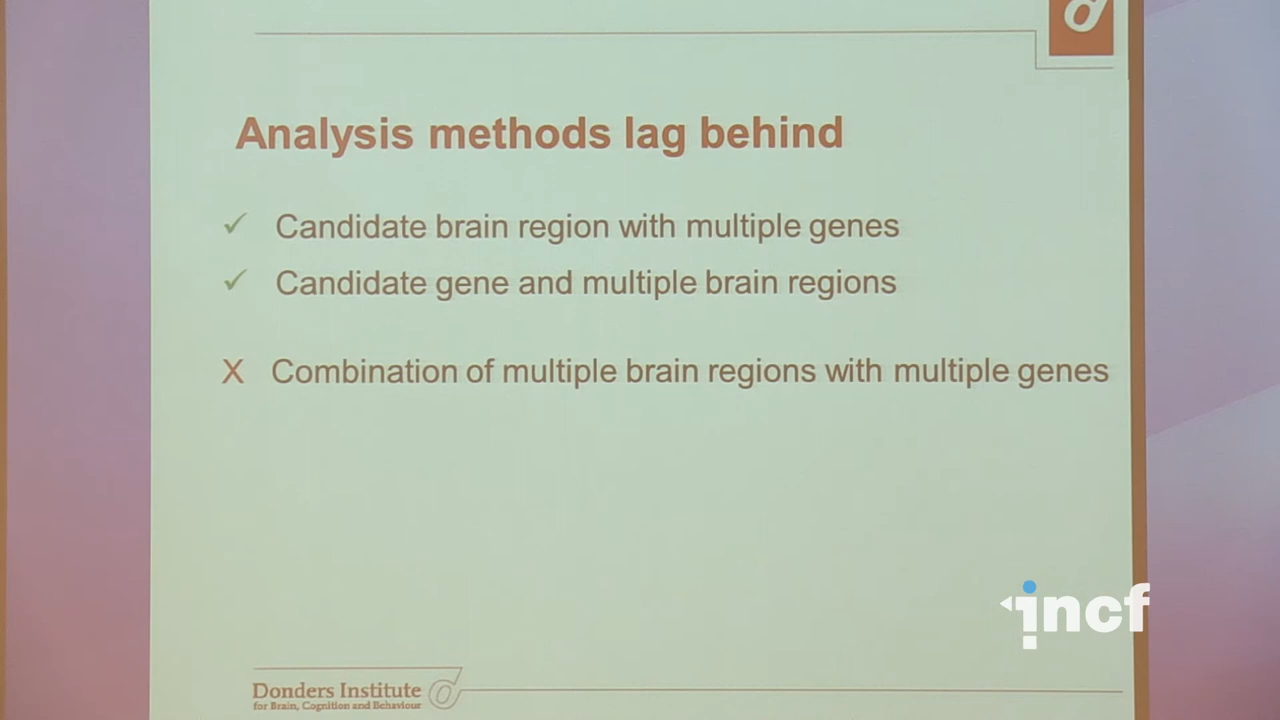 Analysis methods lag behind
✓ Candidate brain region with multiple genes
✓ Candidate gene and multiple brain regions
X Combination of multiple brain regions with multiple genes
incf
Donders Institute
for Brain, Cognition and Behaviour